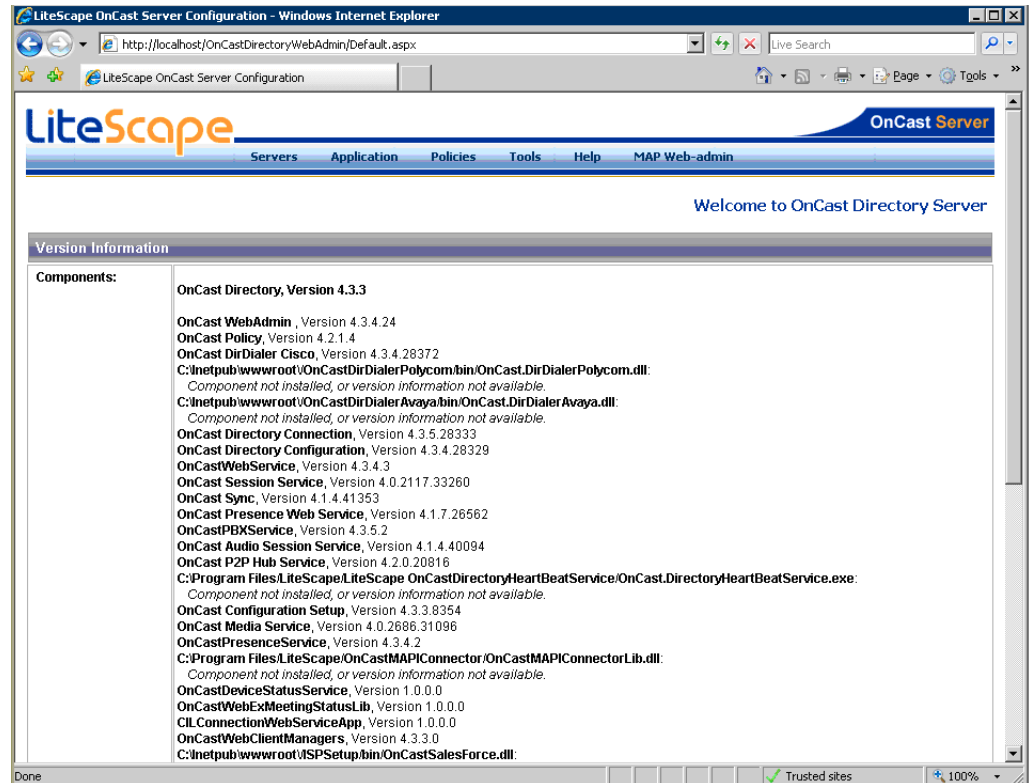 LiteScape OnCast Server Configuration - Windows Internet Explorer
http://localhost/OnCastDirectoryWebAdmin/Default.aspx
Live Search
LiteScape OnCast Server Configuration
Page
Tools
LiteScape
OnCast Server
Servers Application Policies Tools Help MAP Web-admin
Welcome to OnCast Directory Server
Version Information
Components:
OnCast Directory, Version 4.3.3
OnCast WebAdmin , Version 4.3.4.24
OnCast Policy, Version 4.2.1.4
OnCast DirDialer Cisco, Version 4.3.4.28372
C:\Inetpub\wwwroot\/OnCastDirDialerPolycom/bin/OnCast.DirDialerPolycom.dll:
Component not installed, or version information not available.
C:\Inetpub\wwwroot\/OnCastDirDialerAvaya/bin/OnCast.DirDialerAvaya.dll:
Component not installed, or version information not available.
OnCast Directory Connection, Version 4.3.5.28333
OnCast Directory Configuration, Version 4.3.4.28329
OnCastWebService, Version 4.3.4.3
OnCast Session Service, Version 4.0.2117.33260
OnCast Sync, Version 4.1.4.41353
OnCast Presence Web Service, Version 4.1.7.26562
OnCastPBXService, Version 4.3.5.2
OnCast Audio Session Service, Version 4.1.4.40094
OnCast P2P Hub Service, Version 4.2.0.20816
C:\Program Files/LiteScape/LiteScape OnCastDirectoryHeartBeatService/OnCast.DirectoryHeartBeatService.exe:
Component not installed, or version information not available.
OnCast Configuration Setup, Version 4.3.3.8354
OnCast Media Service, Version 4.0.2686.31096
OnCastPresenceService, Version 4.3.4.2
C:\Program Files/LiteScape/OnCastMAPIConnector/OnCastMAPIConnectorLib.dll:
Component not installed, or version information not available.
OnCastDeviceStatusService, Version 1.0.0.0
OnCastWebExMeetingStatusLib, Version 1.0.0.0
CILConnectionWebServiceApp, Version 1.0.0.0
OnCastWebClientManagers, Version 4.3.3.0
C:\Inetpub\wwwroot\/ISPSetup/bin/OnCastSalesForce.dll:
Done
Trusted sites
100%